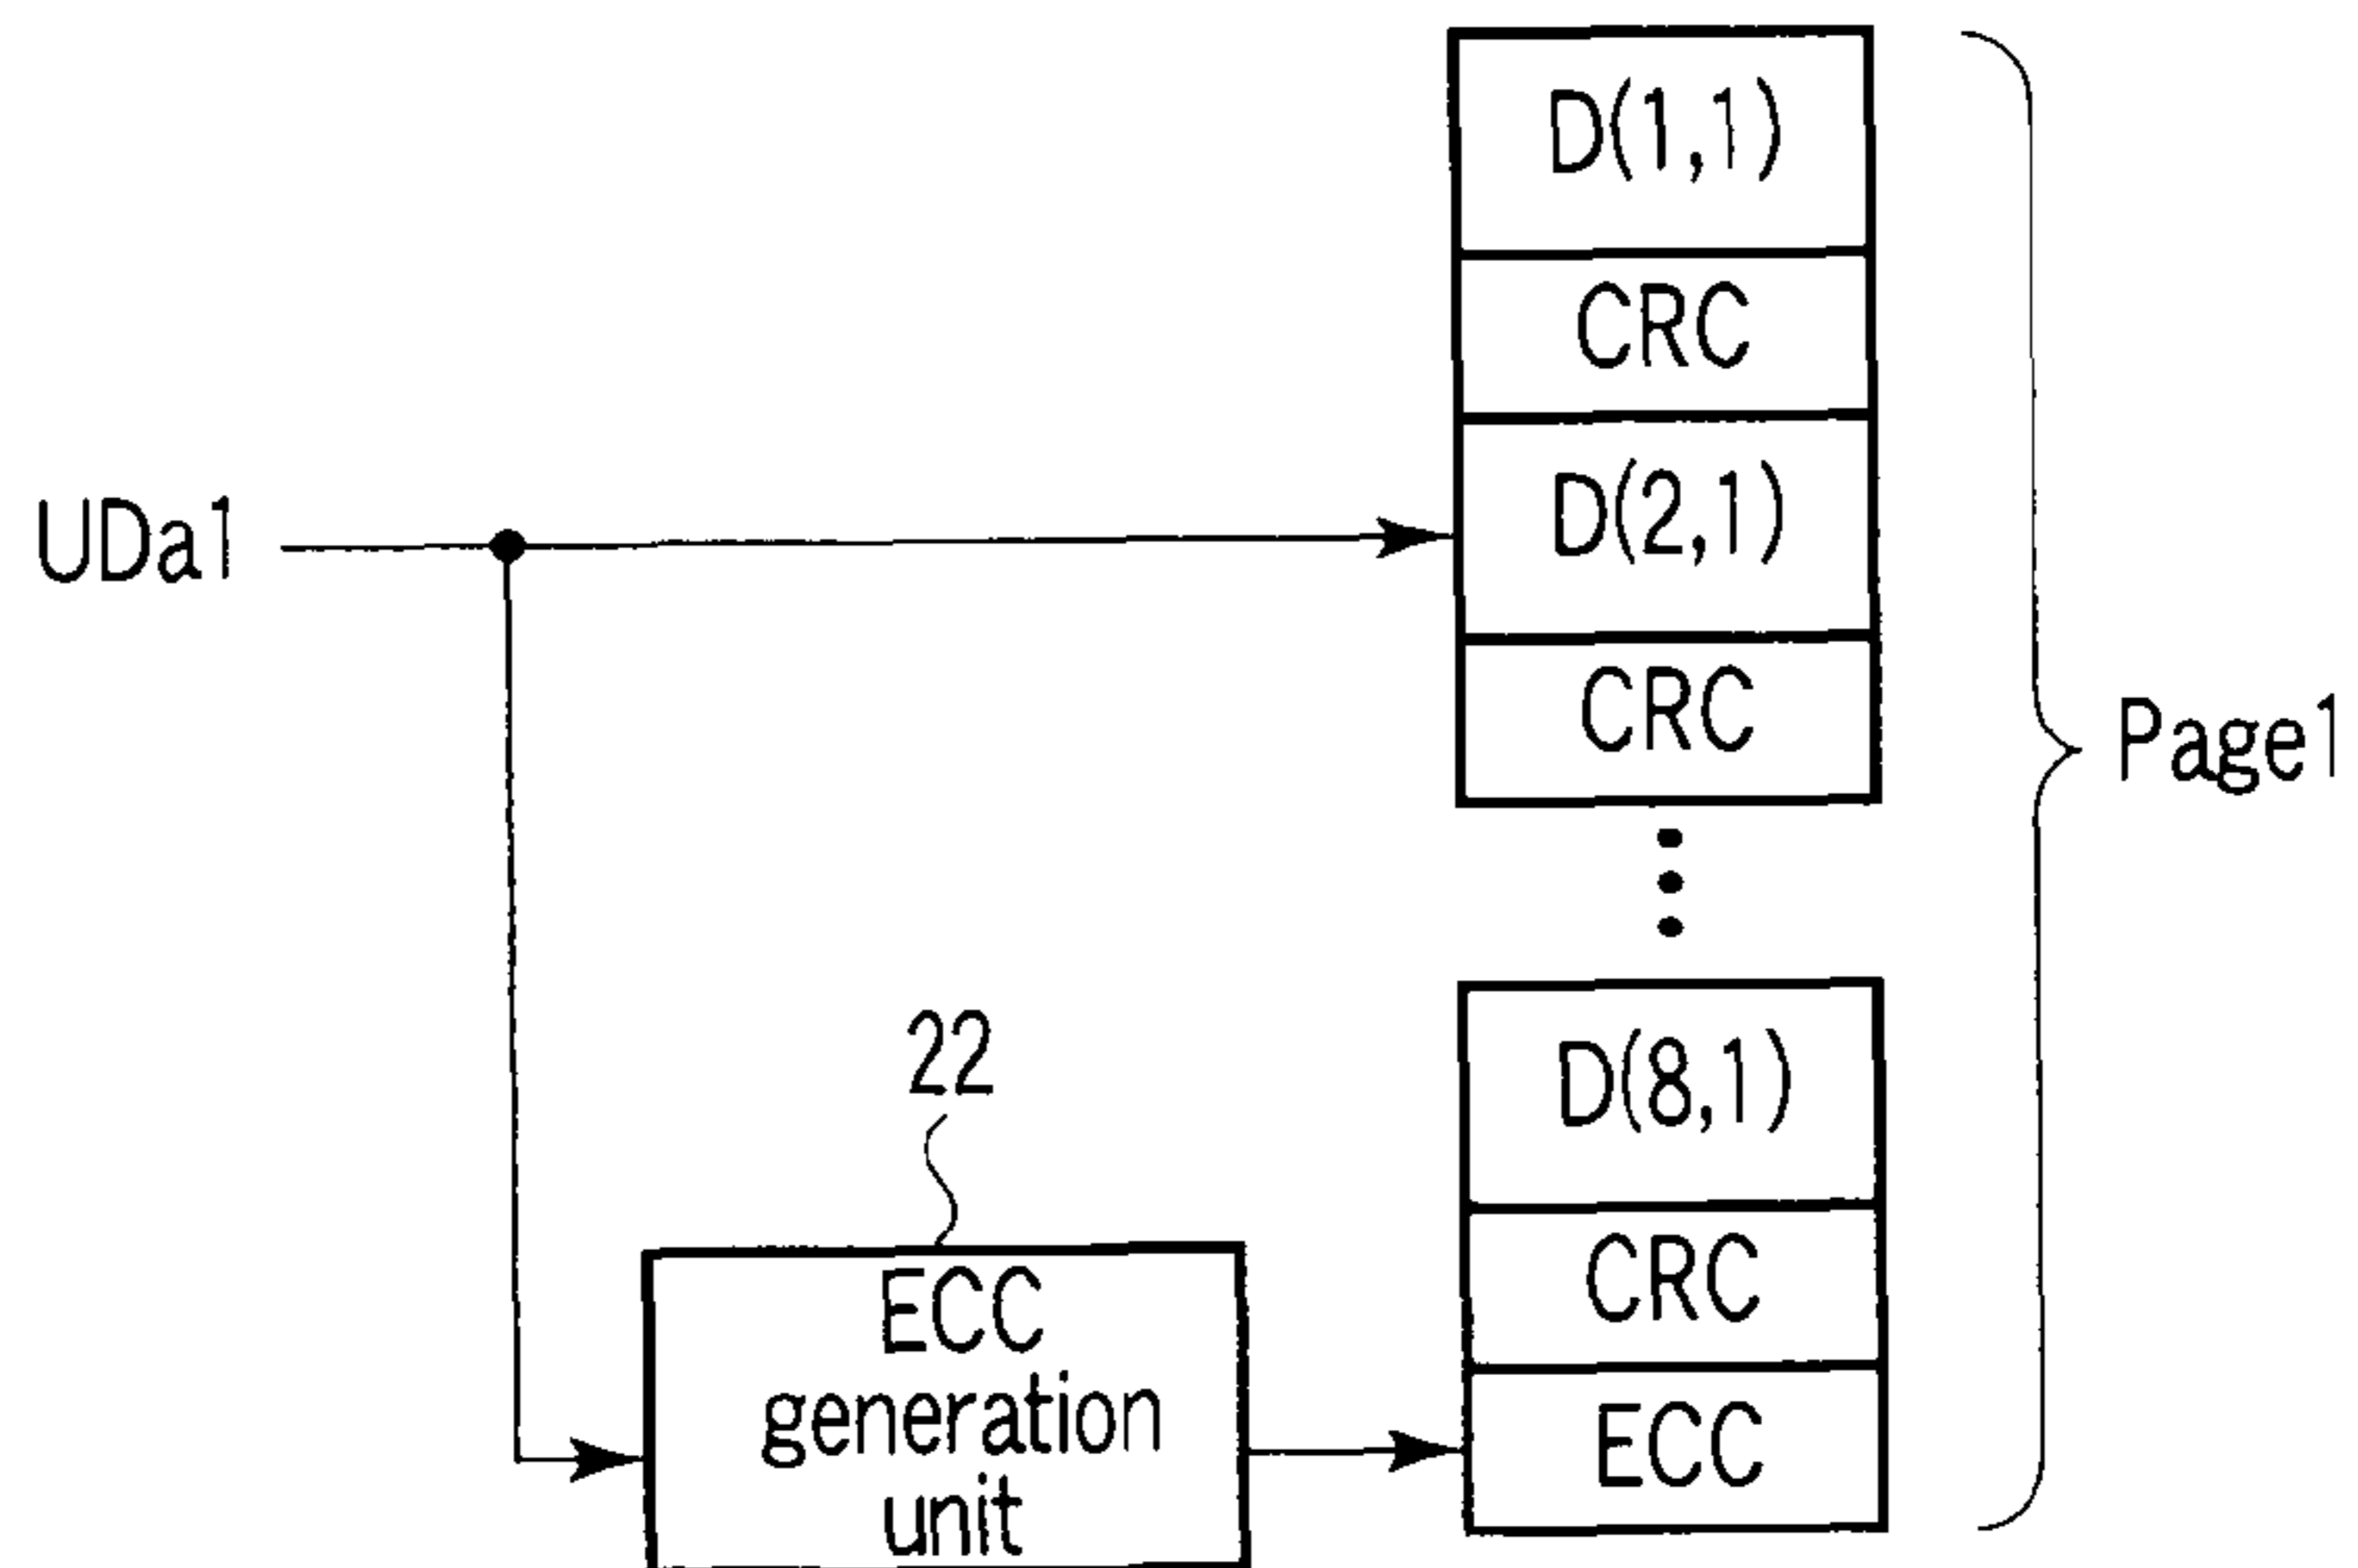 D(1,1)
CRC
D(2,1)
UDa1
CRC
Page1
22
D(8,1)
CRC
ECC
generation
unit
ECC